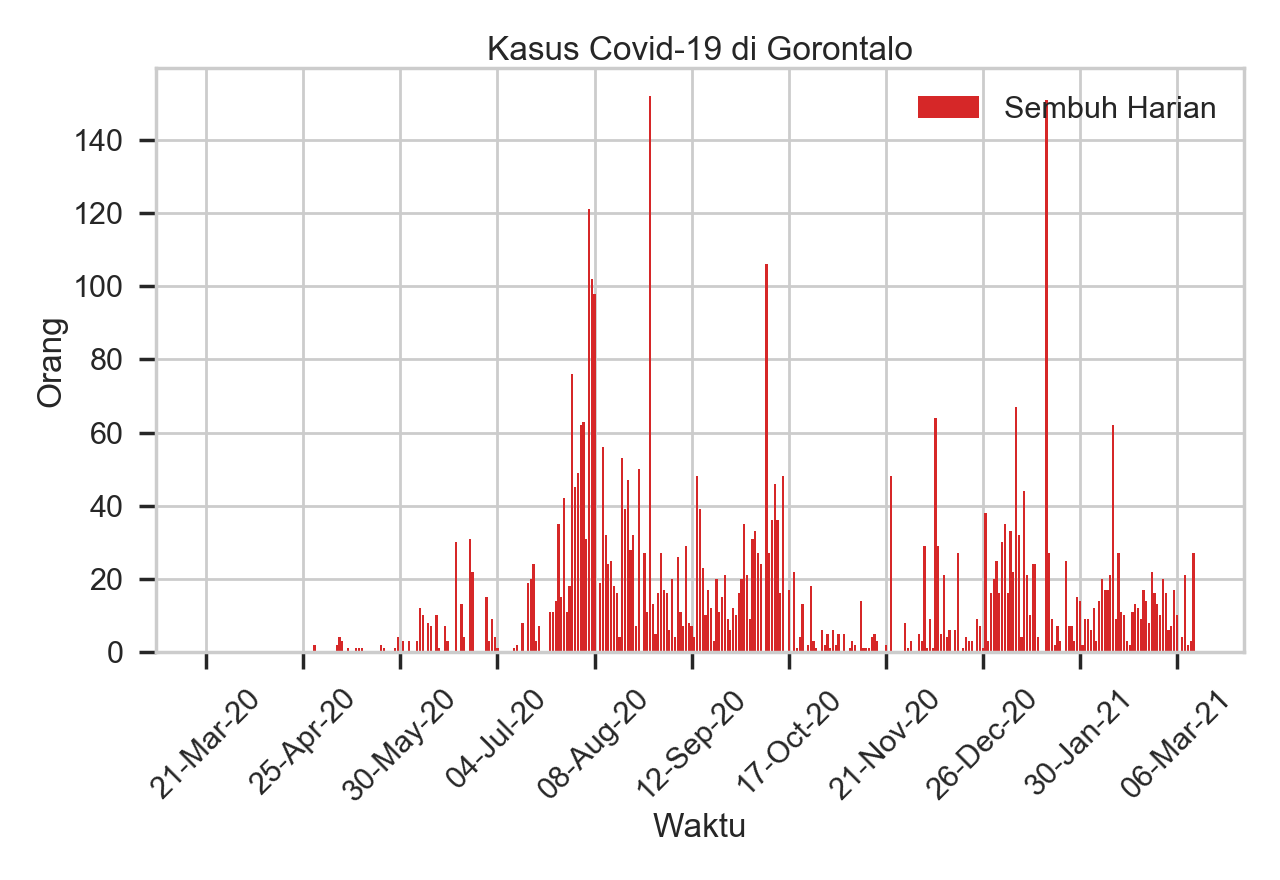 Kasus Covid-19 di Gorontalo
Sembuh Harian
140
120
100
80
60
40
20
0
Orang
21-Mar-20
25-Apr-20
30-May-20
04-Jul-20
08-Aug-20
12-Sep-20
17-Oct-20
21-Nov-20
26-Dec-20
30-Jan-21
06-Mar-21
Waktu